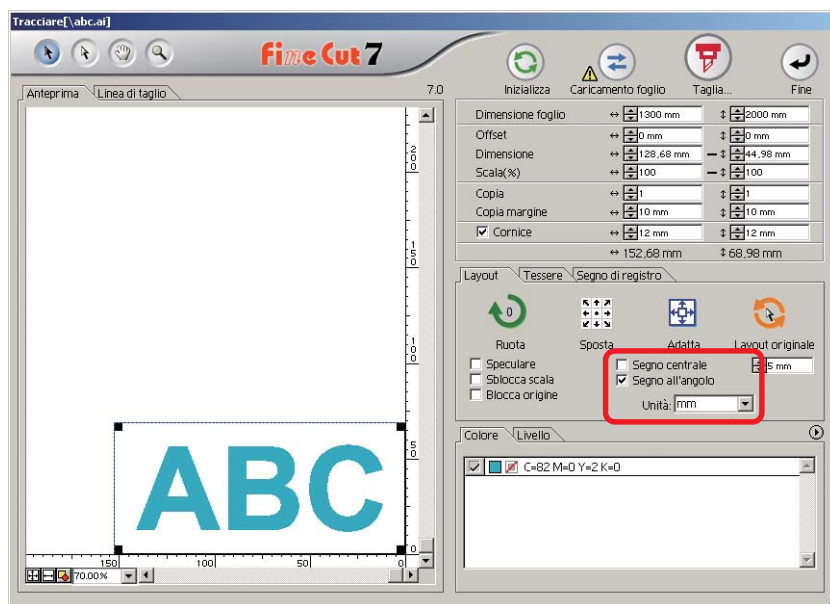 Tracciare[\abc.ai]
Fine Cut 7
Inizializza Caricamento foglio Taglia... Fine
Anteprima Linea di taglio 7.0
Dimensione foglio 1300 mm 2000 mm
Offset 0 mm 0 mm
Dimensione 128,68 mm 44,98 mm
Scala(%) 100 100
Copia 1 1
Copia margine 10 mm 10 mm
Cornice 12 mm 12 mm
152,68 mm 68,98 mm
Layout Tessere Segno di registro
0
Ruota Sposta Adatta Layout originale
Speculare Segno centrale 5 mm
Sblocca scala Segno all'angolo
Blocca origine Unità: mm
Colore Livello
C=82 M=0 Y=2 K=0
200
150
100
50
0
ABC
150 100 50 0
70.00%